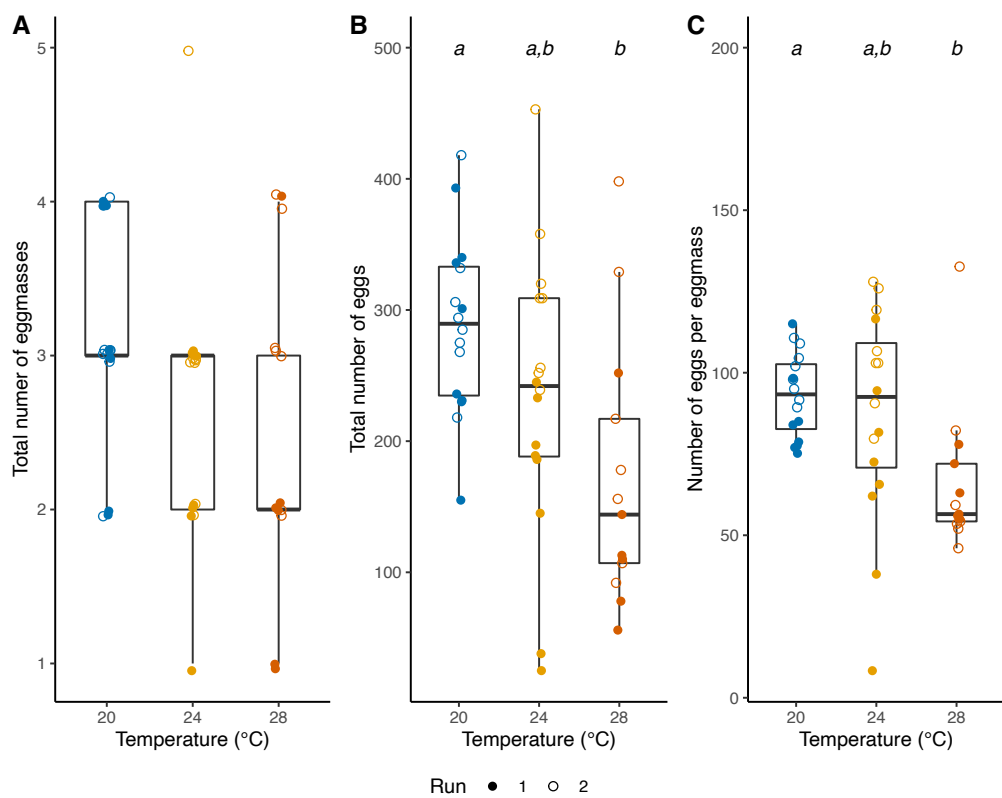 A
5
4
3
2
1
Total numer of eggmasses
20 24 28
Temperature (°C)
B
500
400
300
200
100
Total number of eggs
a a,b b
20 24 28
Temperature (°C)
C
200
150
100
50
0
Number of eggs per eggmass
a a,b b
20 24 28
Temperature (°C)
Run 1 2